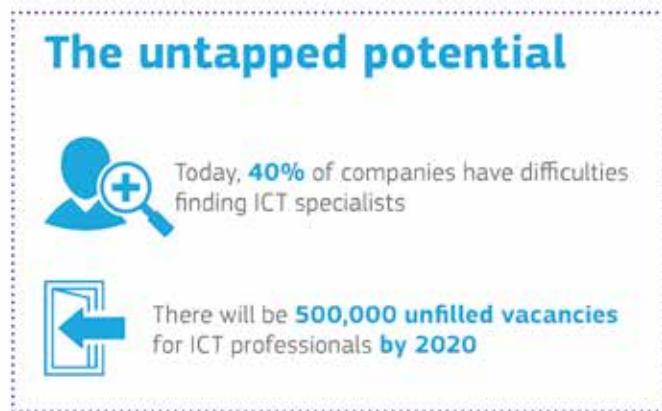 The untapped potential
Today, 40% of companies have difficulties
finding ICT specialists
There will be 500,000 unfilled vacancies
for ICT professionals by 2020